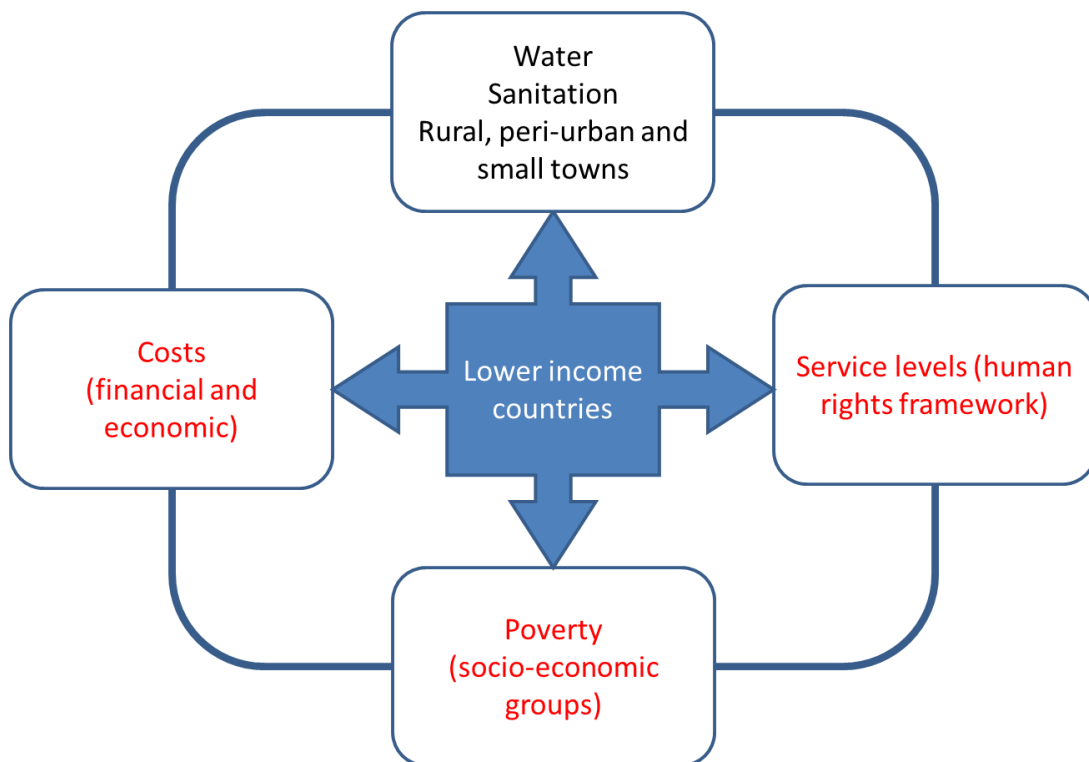 Water
Sanitation
Rural, peri-urban and
small towns
Costs
(financial and
economic)
Lower income
countries
Service levels (human
rights framework)
Poverty
(socio-economic
groups)